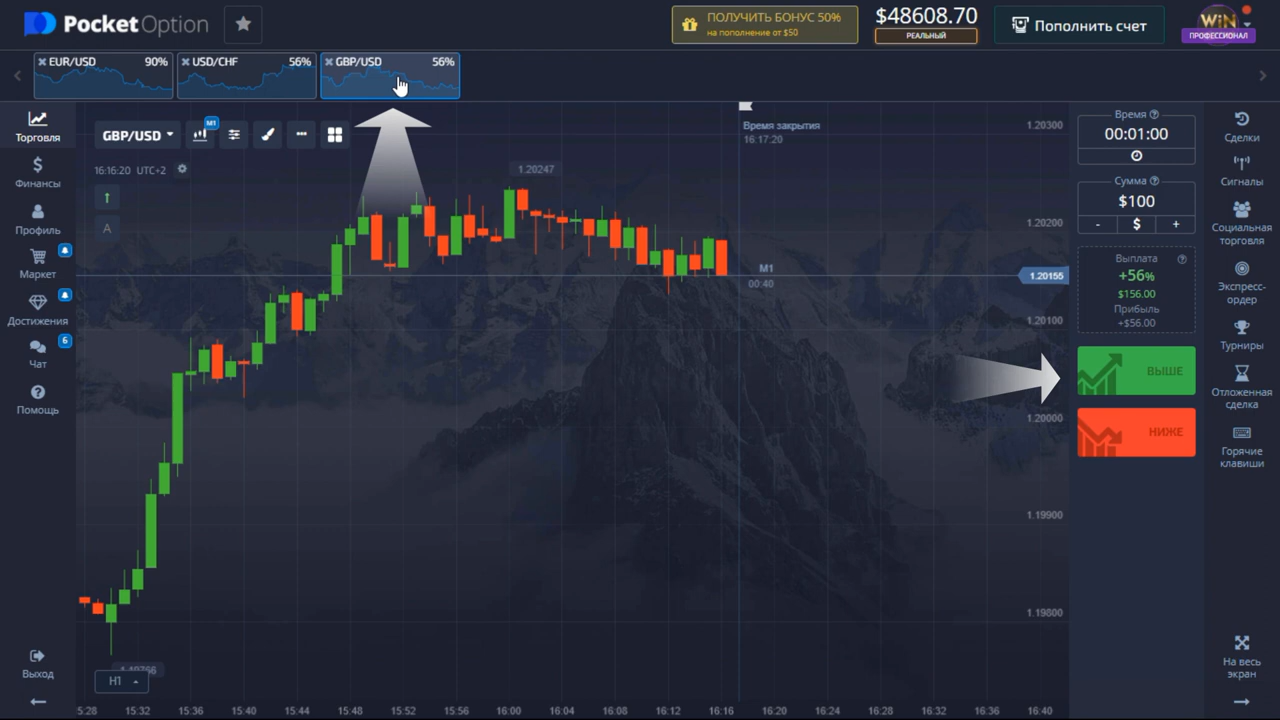 PocketOption
ПОЛУЧИТЬ БОНУС 50%
на пополнение от $50
$48608.70
РЕАЛЬНЫЙ
Пополнить счет
WiN
ПРОФЕССИОНАЛ
EUR/USD 90%
USD/CHF 56%
GBP/USD 56%
Торговля
Финансы
Профиль
Маркет
Достижения
6
Чат
Помощь
Выход
GBP/USD
M1
16:16:20 UTC+2
A
1.20247
Время закрытия
16:17:20
M1
00:40
1.20300
1.20200
1.20155
1.20100
1.20000
1.19900
1.19800
1.19766
H1
5:28 15:32 15:36 15:40 15:44 15:48 15:52 15:56 16:00 16:04 16:08 16:12 16:16 16:20 16:24 16:28 16:32 16:36 16:40
Время
00:01:00
Сумма
$100
- $ +
Выплата
+56%
$156.00
Прибыль
+$56.00
ВЫШЕ
НИЖЕ
Сделки
Сигналы
Социальная
торговля
Экспресс-
ордер
Турниры
Отложенная
сделка
Горячие
клавиши
На весь
экран